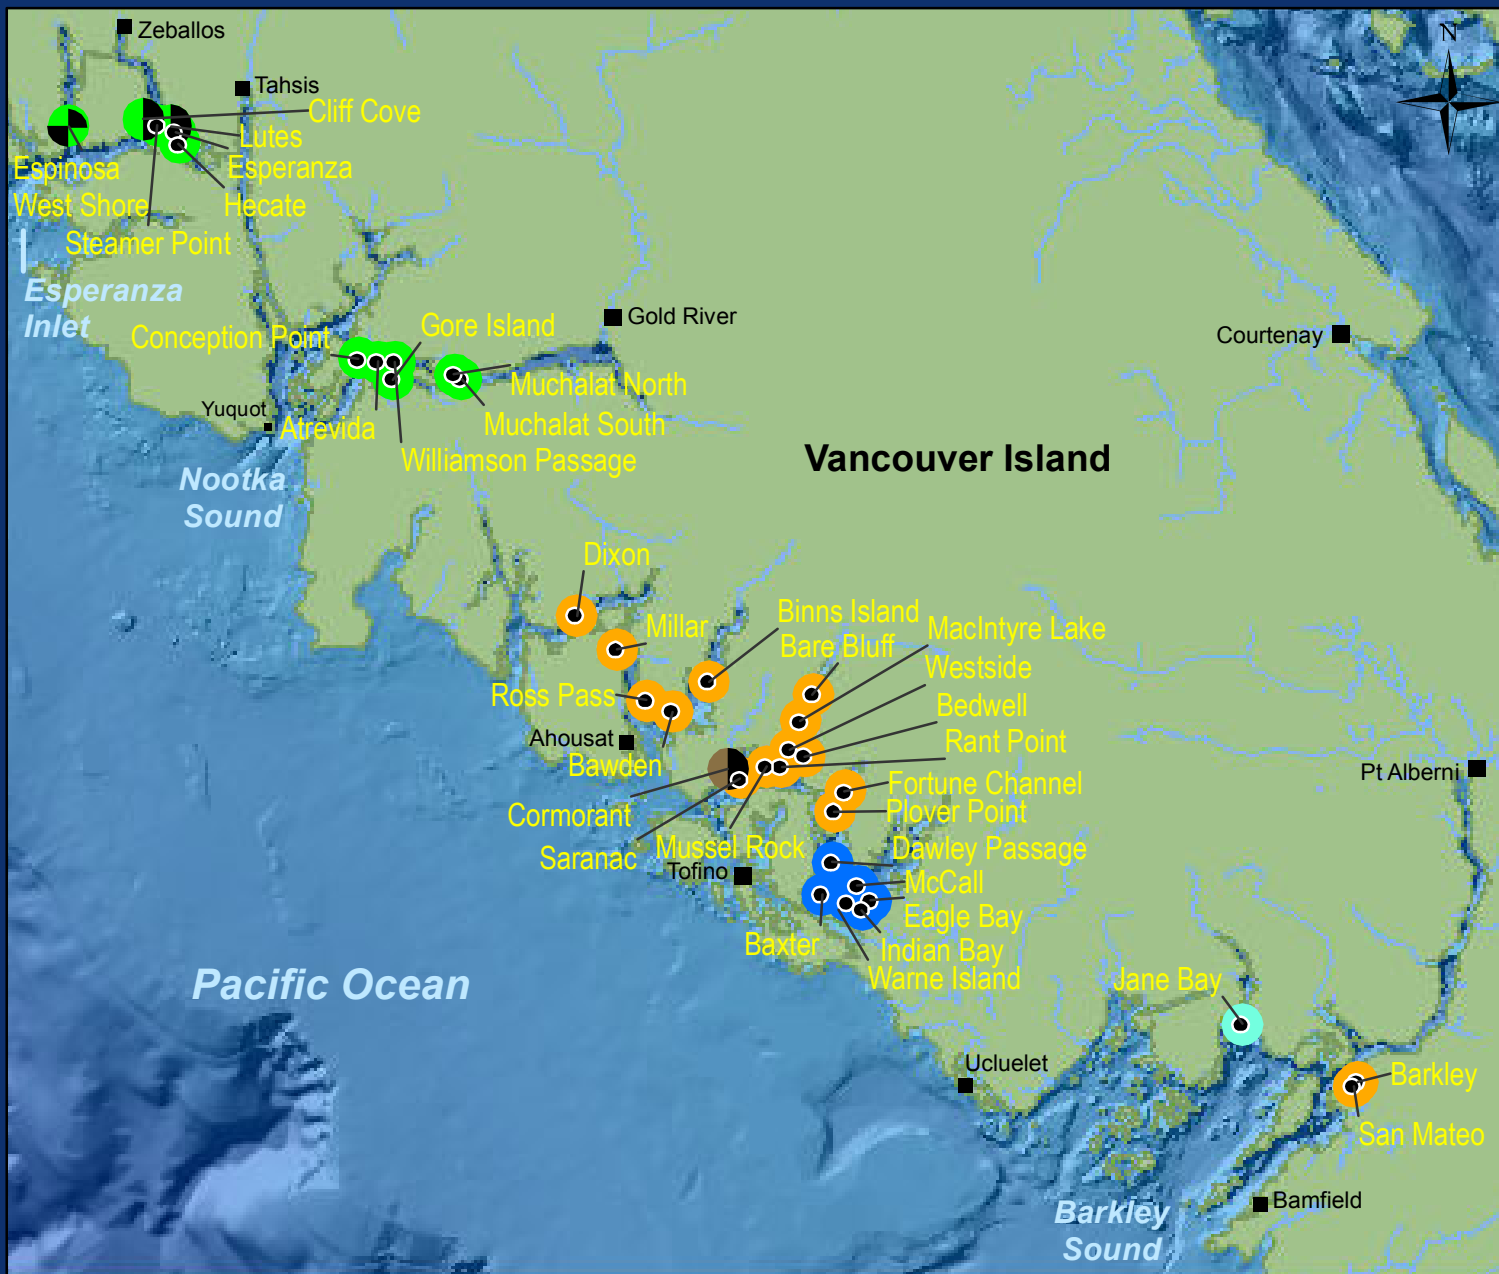 Zeballos
N
Tahsis
Cliff Cove
Lutes
Espinosa
Esperanza
West Shore
Hecate
Steamer Point
Esperanza
Inlet
Gold River
Gore Island
Conception Point
Courtenay
Muchalat North
Yuquot
Atrevida
Muchalat South
Williamson Passage
Vancouver Island
Nootka
Sound
Dixon
Binns Island
Millar
MacIntyre Lake
Bare Bluff
Westside
Ross Pass
Bedwell
Ahousat
Rant Point
Bawden
Pt Alberni
Fortune Channel
Cormorant
Plover Point
Mussel Rock
Dawley Passage
Saranac
Tofino
McCall
Eagle Bay
Baxter
Indian Bay
Warne Island
Pacific Ocean
Jane Bay
Ucluelet
Barkley
San Mateo
Bamfield
Barkley
Sound